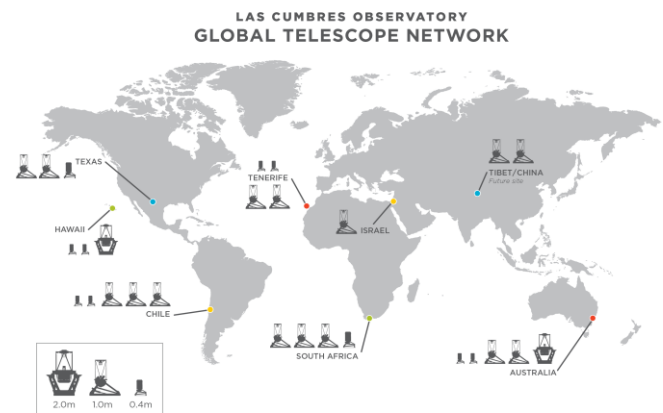 LAS CUMBRES OBSERVATORY
GLOBAL TELESCOPE NETWORK
TEXAS
TENERIFE
TIBET/CHINA
Future site
HAWAII
ISRAEL
CHILE
SOUTH AFRICA
AUSTRALIA
2.0m 1.0m 0.4m